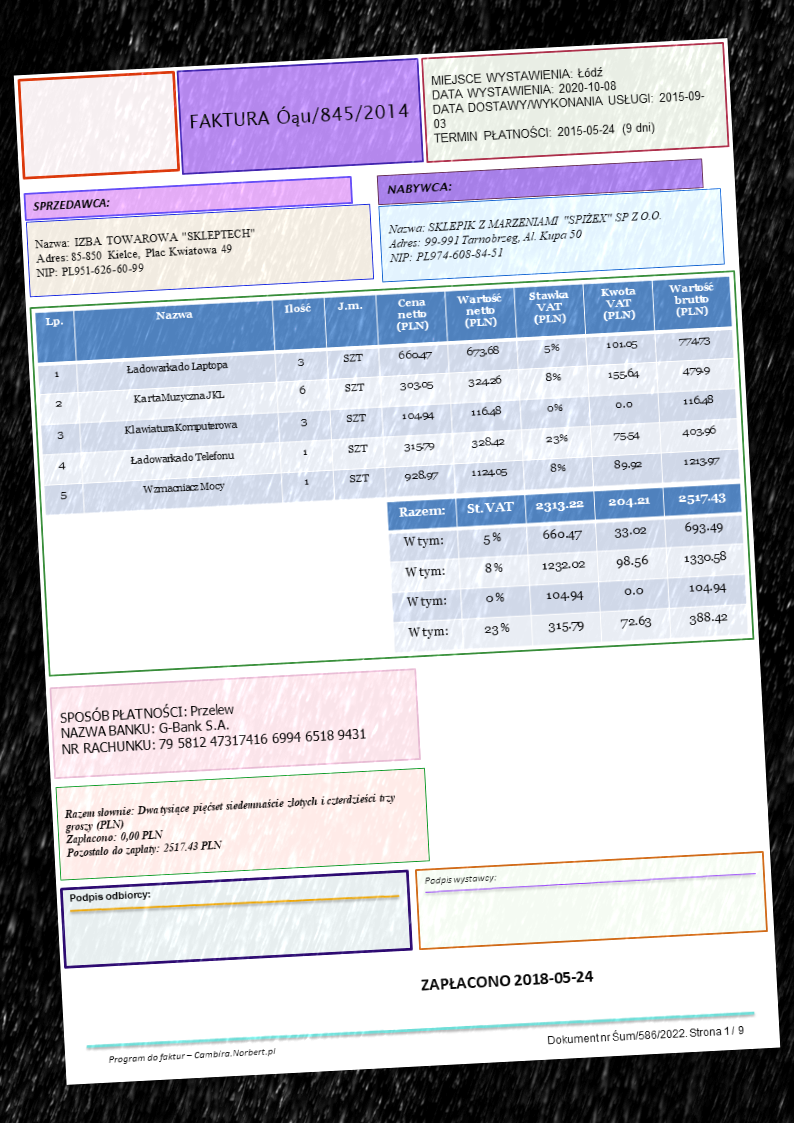 FAKTURA Óąu/845/2014
MIEJSCE WYSTAWIENIA: Łódź
DATA WYSTAWIENIA: 2020-10-08
DATA DOSTAWY/WYKONANIA USŁUGI: 2015-09-
03
TERMIN PŁATNOŚCI: 2015-05-24 (9 dni)
SPRZEDAWCA:
Nazwa: IZBA TOWAROWA "SKLEPTECH"
Adres: 85-850 Kielce, Plac Kwiatowa 49
NIP: PL951-626-60-99
NABYWCA:
Nazwa: SKLEPIK Z MARZENIAMI "SPIŻEX" SP Z O.O.
Adres: 99-991 Tarnobrzeg, Al. Kupa 50
NIP: PL974-608-84-51
Lp. Nazwa Ilość J.m. Cena netto (PLN) Wartość netto (PLN) Stawka VAT (PLN) Kwota VAT (PLN) Wartość brutto (PLN)
1 Ładowarka do Laptopa 3 SZT 660.47 673.68 5% 101.05 774.73
2 Karta Muzyczna JKL 6 SZT 303.05 324.26 8% 155.64 479.9
3 Klawiatura Komputerowa 3 SZT 104.94 116.48 0% 0.0 116.48
4 Ładowarka do Telefonu 1 SZT 315.79 328.42 23% 75.54 403.96
5 Wzmacniacz Mocy 1 SZT 928.97 1124.05 8% 89.92 1213.97
Razem: St.VAT 2313.22 204.21 2517.43
W tym: 5% 660.47 33.02 693.49
W tym: 8% 1232.02 98.56 1330.58
W tym: 0% 104.94 0.0 104.94
W tym: 23% 315.79 72.63 388.42
SPOSÓB PŁATNOŚCI: Przelew
NAZWA BANKU: G-Bank S.A.
NR RACHUNKU: 79 5812 47317416 6994 6518 9431
Razem słownie: Dwa tysiące pięćset siedemnaście złotych i czterdzieści trzy
groszy (PLN)
Zapłacono: 0,00 PLN
Pozostało do zapłaty: 2517.43 PLN
Podpis odbiorcy:
Podpis wystawcy:
ZAPŁACONO 2018-05-24
Program do faktur – Cambira.Norbert.pl
Dokument nr Śum/586/2022. Strona 1 / 9